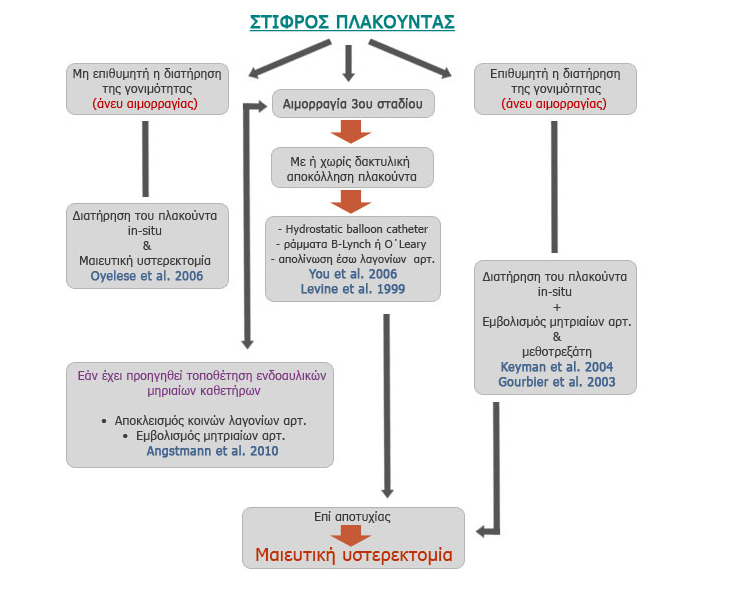 ΣΤΙΦΡΟΣ ΠΛΑΚΟΥΝΤΑΣ
Μη επιθυμητή η διατήρηση
της γονιμότητας
(άνευ αιμορραγίας)
Διατήρηση του πλακούντα
in-situ
&
Μαιευτική υστερεκτομία
Oyelese et al. 2006
Αιμορραγία 3ου σταδίου
Με ή χωρίς δακτυλική
αποκόλληση πλακούντα
- Hydrostatic balloon catheter
- ράμματα B-Lynch ή O΄Leary
- απολίνωση έσω λαγονίων αρτ.
You et al. 2006
Levine et al. 1999
Επιθυμητή η διατήρηση
της γονιμότητας
(άνευ αιμορραγίας)
Διατήρηση του πλακούντα
in-situ
+
Εμβολισμός μητριαίων αρτ.
&
μεθοτρεξάτη
Keyman et al. 2004
Gourbier et al. 2003
Εάν έχει προηγηθεί τοποθέτηση ενδοαυλικών
μηριαίων καθετήρων
• Αποκλεισμός κοινών λαγονίων αρτ.
• Εμβολισμός μητριαίων αρτ.
Angstmann et al. 2010
Επί αποτυχίας
Μαιευτική υστερεκτομία